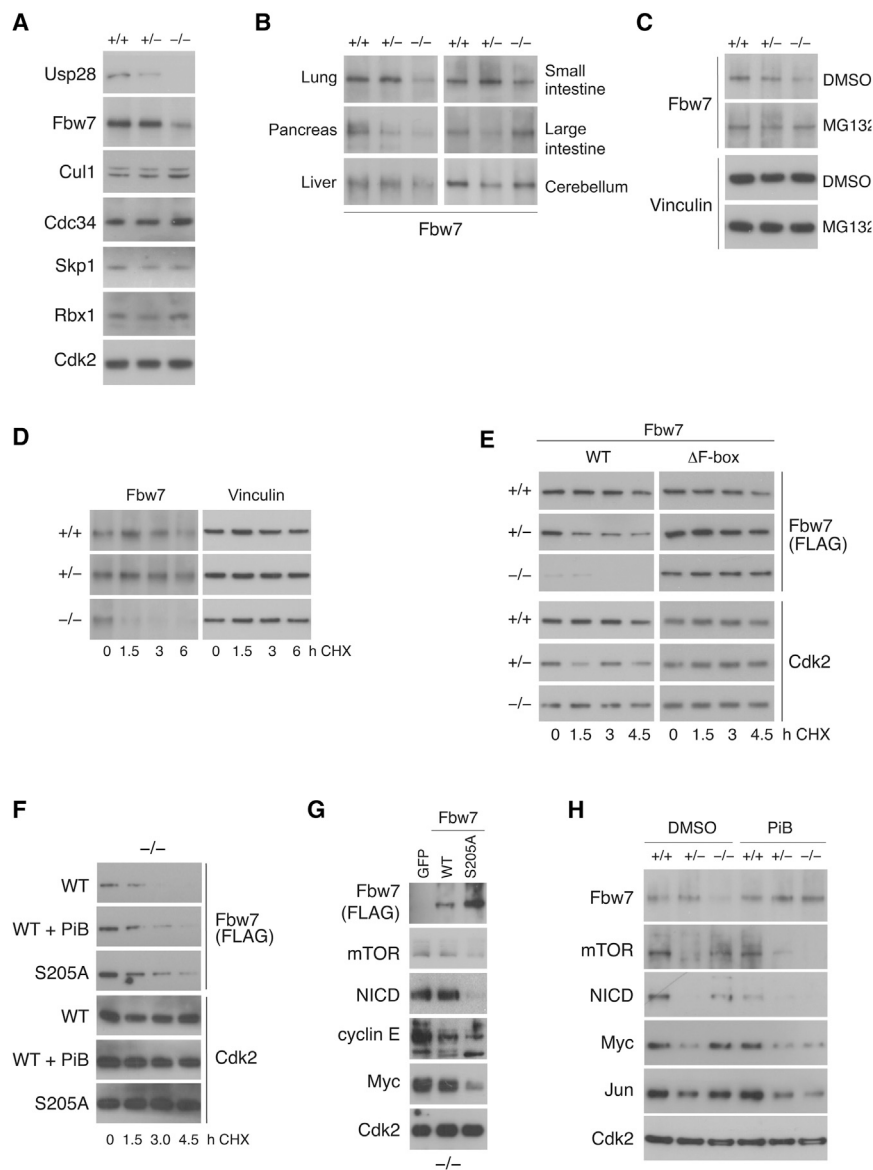 A
+/+ +/– –/–
Usp28
Fbw7
Cul1
Cdc34
Skp1
Rbx1
Cdk2
B
+/+ +/– –/– +/+ +/– –/–
Lung
Small
intestine
Pancreas
Large
intestine
Liver
Cerebellum
Fbw7
C
+/+ +/– –/–
Fbw7
DMSO
MG132
Vinculin
DMSO
MG132
D
Fbw7 Vinculin
+/+
+/–
–/–
0 1.5 3 6 0 1.5 3 6 h CHX
E
Fbw7
WT ΔF-box
+/+
+/–
–/–
Fbw7
(FLAG)
+/+
+/–
–/–
Cdk2
0 1.5 3 4.5 0 1.5 3 4.5 h CHX
F
–/–
WT
WT + PiB
S205A
Fbw7
(FLAG)
WT
WT + PiB
S205A
Cdk2
0 1.5 3.0 4.5 h CHX
G
Fbw7
GFP WT S205A
Fbw7
(FLAG)
mTOR
NICD
cyclin E
Myc
Cdk2
–/–
H
DMSO PiB
+/+ +/– –/– +/+ +/– –/–
Fbw7
mTOR
NICD
Myc
Jun
Cdk2